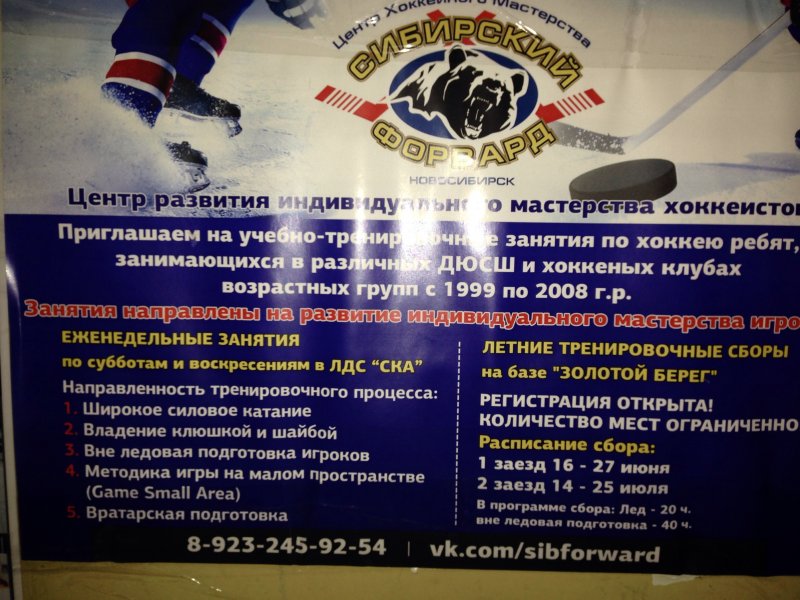 Центр Хоккейного Мастерства
СИБИРСКИЙ
ФОРВАРД
НОВОСИБИРСК
Центр развития индивидуального мастерства хоккеистов
Приглашаем на учебно-тренировочные занятия по хоккею ребят,
занимающихся в различных ДЮСШ и хоккеных клубах
возрастных групп с 1999 по 2008 г.р.
Занятия направлены на развитие индивидуального мастерства игро
ЕЖЕНЕДЕЛЬНЫЕ ЗАНЯТИЯ
по субботам и воскресениям в ЛДС “СКА”
Направленность тренировочного процесса:
1. Широкое силовое катание
2. Владение клюшкой и шайбой
3. Вне ледовая подготовка игроков
4. Методика игры на малом пространстве
(Game Small Area)
5. Вратарская подготовка
ЛЕТНИЕ ТРЕНИРОВОЧНЫЕ СБОРЫ
на базе "ЗОЛОТОЙ БЕРЕГ"
РЕГИСТРАЦИЯ ОТКРЫТА!
КОЛИЧЕСТВО МЕСТ ОГРАНИЧЕННО
Расписание сбора:
1 заезд 16 - 27 июня
2 заезд 14 - 25 июля
В программе сбора: Лед - 20 ч.
вне ледовая подготовка - 40 ч.
8-923-245-92-54 | vk.com/sibforward